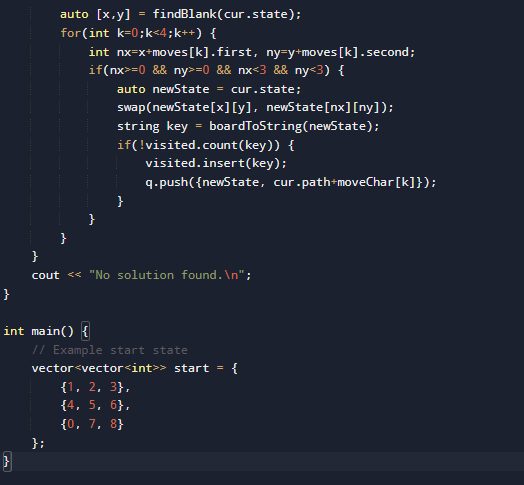 auto [x,y] = findBlank(cur.state);
for(int k=0;k<4;k++) {
int nx=x+moves[k].first, ny=y+moves[k].second;
if(nx>=0 && ny>=0 && nx<3 && ny<3) {
auto newState = cur.state;
swap(newState[x][y], newState[nx][ny]);
string key = boardToString(newState);
if(!visited.count(key)) {
visited.insert(key);
q.push({newState, cur.path+moveChar[k]});
}
}
}
}
cout << "No solution found.\n";
}

int main() {
// Example start state
vector<vector<int>> start = {
{1, 2, 3},
{4, 5, 6},
{0, 7, 8}
};
}